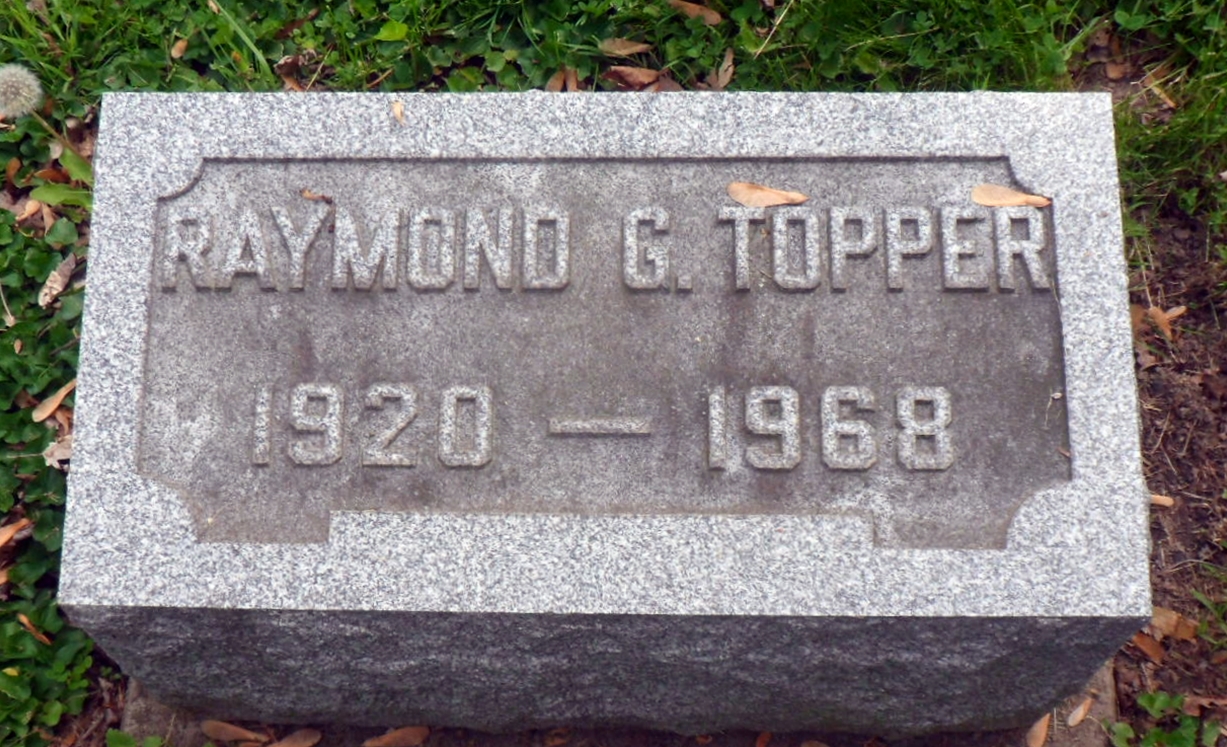 RAYMOND G. TOPPER
1920 — 1968